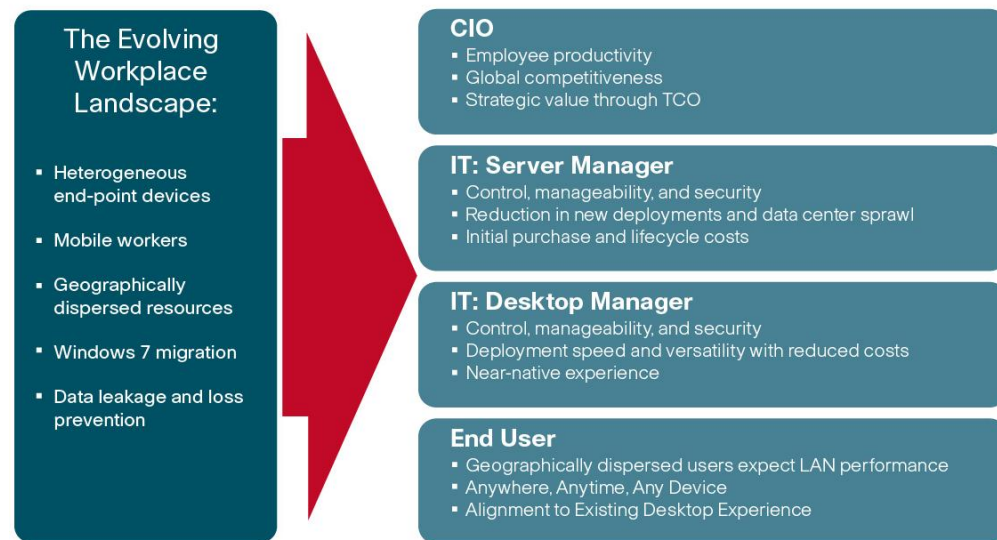 The Evolving
Workplace
Landscape:
▪ Heterogeneous
end-point devices
▪ Mobile workers
▪ Geographically
dispersed resources
▪ Windows 7 migration
▪ Data leakage and loss
prevention
CIO
▪ Employee productivity
▪ Global competitiveness
▪ Strategic value through TCO
IT: Server Manager
▪ Control, manageability, and security
▪ Reduction in new deployments and data center sprawl
▪ Initial purchase and lifecycle costs
IT: Desktop Manager
▪ Control, manageability, and security
▪ Deployment speed and versatility with reduced costs
▪ Near-native experience
End User
▪ Geographically dispersed users expect LAN performance
▪ Anywhere, Anytime, Any Device
▪ Alignment to Existing Desktop Experience